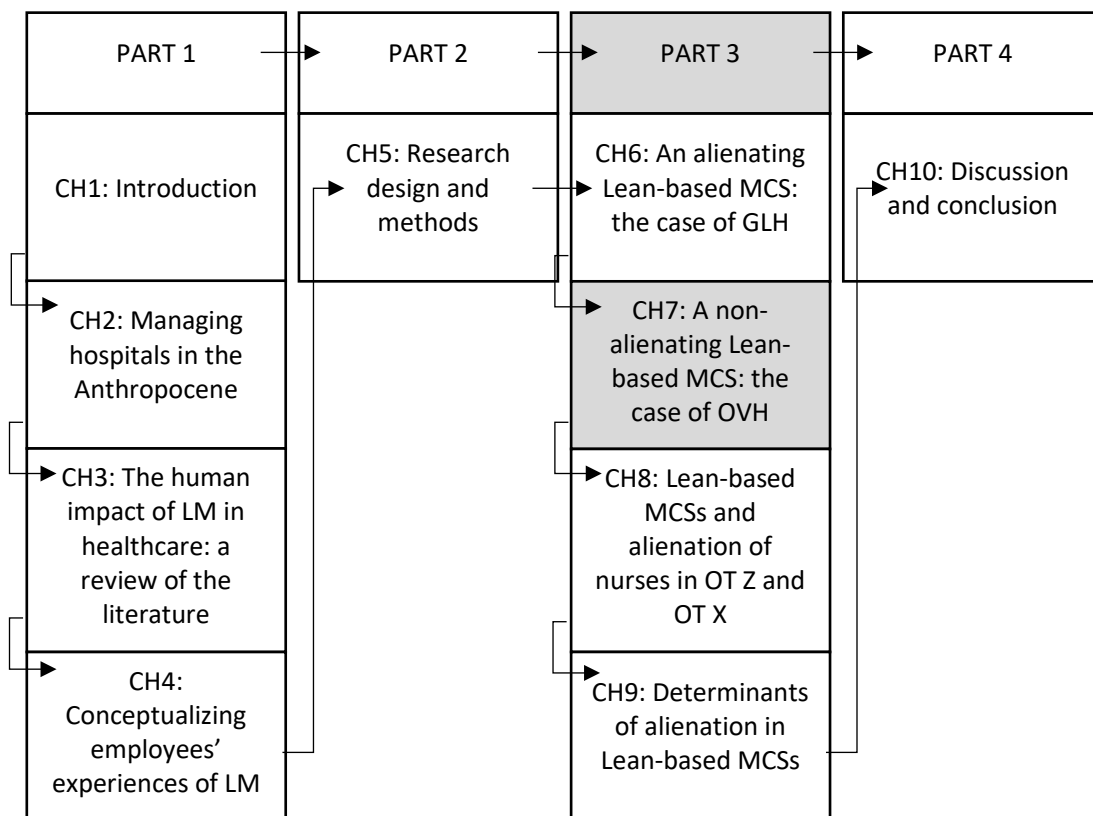 PART 1
PART 2
PART 3
PART 4
CH1: Introduction
CH2: Managing
hospitals in the
Anthropocene
CH3: The human
impact of LM in
healthcare: a
review of the
literature
CH4:
Conceptualizing
employees’
experiences of LM
CH5: Research
design and
methods
CH6: An alienating
Lean-based MCS:
the case of GLH
CH7: A non-
alienating Lean-
based MCS: the
case of OVH
CH8: Lean-based
MCSs and
alienation of
nurses in OT Z and
OT X
CH9: Determinants
of alienation in
Lean-based MCSs
CH10: Discussion
and conclusion